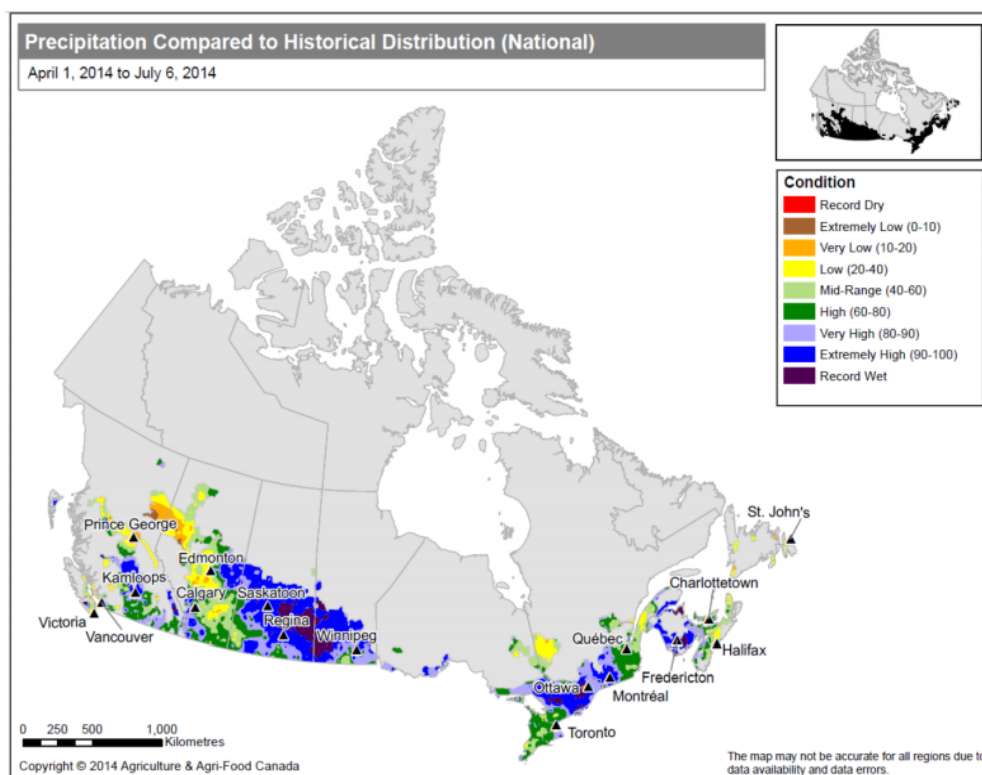 Precipitation Compared to Historical Distribution (National)
April 1, 2014 to July 6, 2014
Condition
Record Dry
Extremely Low (0-10)
Very Low (10-20)
Low (20-40)
Mid-Range (40-60)
High (60-80)
Very High (80-90)
Extremely High (90-100)
Record Wet
St. John's
Prince George
Edmonton
Charlottetown
Kamloops
Calgary
Saskatoon
Regina
Victoria
Vancouver
Winnipeg
Québec
Halifax
Fredericton
Ottawa
Montréal
Toronto
0 250 500 1,000
Kilometres
Copyright © 2014 Agriculture & Agri-Food Canada
The map may not be accurate for all regions due to
data availability and data errors.